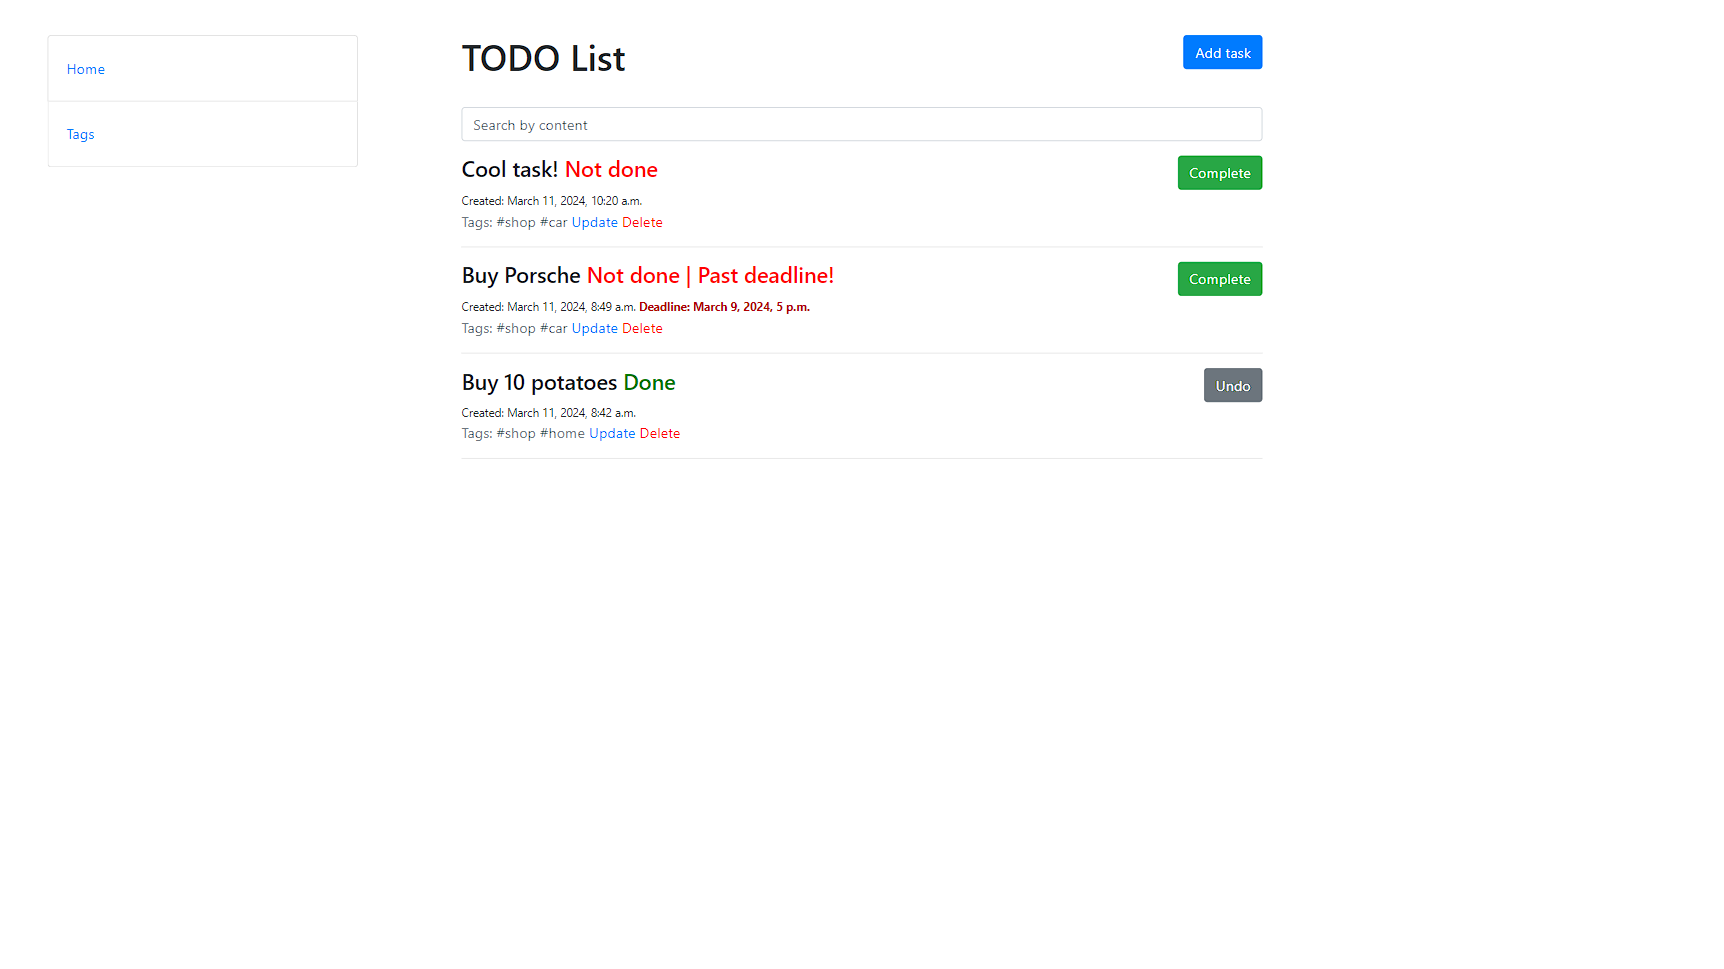 Home
Tags
TODO List
Add task
Search by content
Cool task! Not done
Complete
Created: March 11, 2024, 10:20 a.m.
Tags: #shop #car Update Delete
Buy Porsche Not done | Past deadline!
Complete
Created: March 11, 2024, 8:49 a.m. Deadline: March 9, 2024, 5 p.m.
Tags: #shop #car Update Delete
Buy 10 potatoes Done
Undo
Created: March 11, 2024, 8:42 a.m.
Tags: #shop #home Update Delete